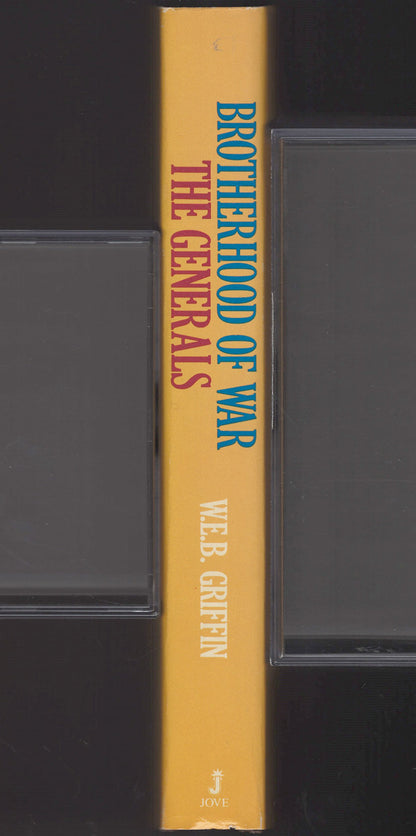 BROTHERHOOD OF WAR
THE GENERALS
W.E.B. GRIFFIN
J
JOVE